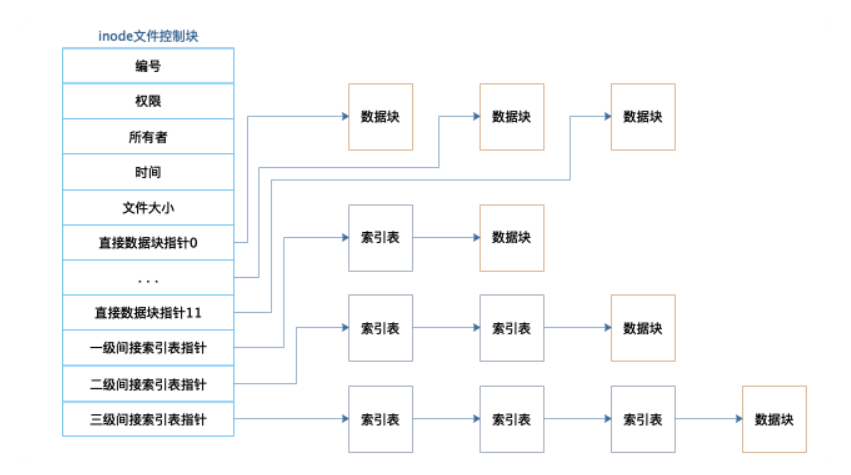 inode文件控制块
编号
权限
所有者
时间
文件大小
直接数据块指针0
...
直接数据块指针11
一级间接索引表指针
二级间接索引表指针
三级间接索引表指针
数据块
数据块
数据块
索引表
数据块
索引表
索引表
数据块
索引表
索引表
索引表
数据块